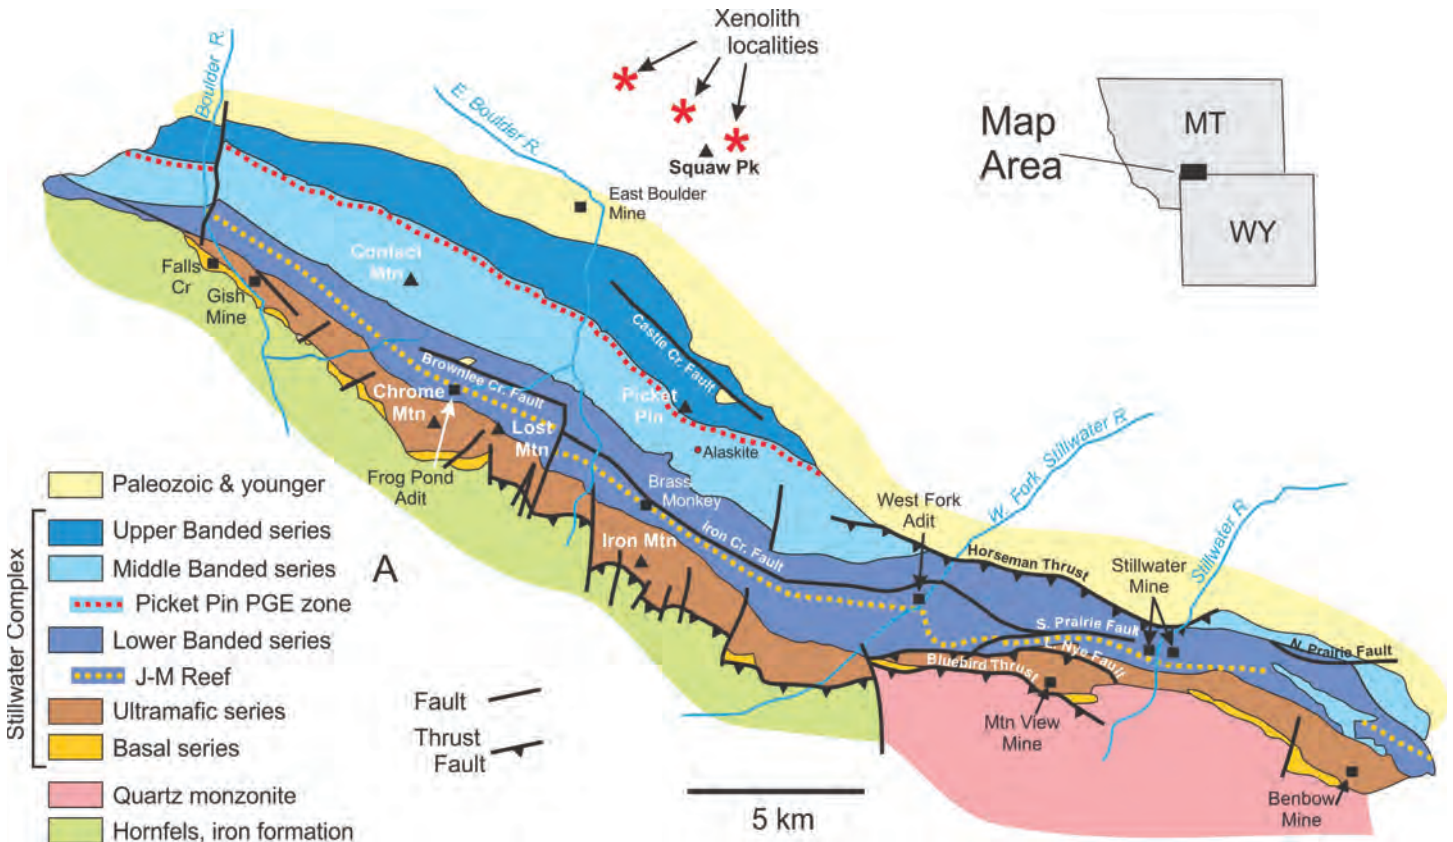 Xenolith
localities
Boulder R.
E. Boulder R.
Squaw Pk
Map
Area
MT
WY
East Boulder
Mine
Contact
Mtn
Falls
Cr
Gish
Mine
Castle Cr. Fault
Brownlee Cr. Fault
Chrome
Mtn
Lost
Mtn
Picket
Pin
Alaskite
Frog Pond
Adit
Brass
Monkey
West Fork
Adit
W. Fork Stillwater R.
Stillwater R.
Iron Cr. Fault
Iron Mtn
Horseman Thrust
Stillwater
Mine
S. Prairie Fault
L. Nye Fault
N. Prairie Fault
Bluebird Thrust
Mtn View
Mine
Benbow
Mine
A
Stillwater Complex
Paleozoic & younger
Upper Banded series
Middle Banded series
Picket Pin PGE zone
Lower Banded series
J-M Reef
Ultramafic series
Basal series
Quartz monzonite
Hornfels, iron formation
Fault
Thrust
Fault
5 km